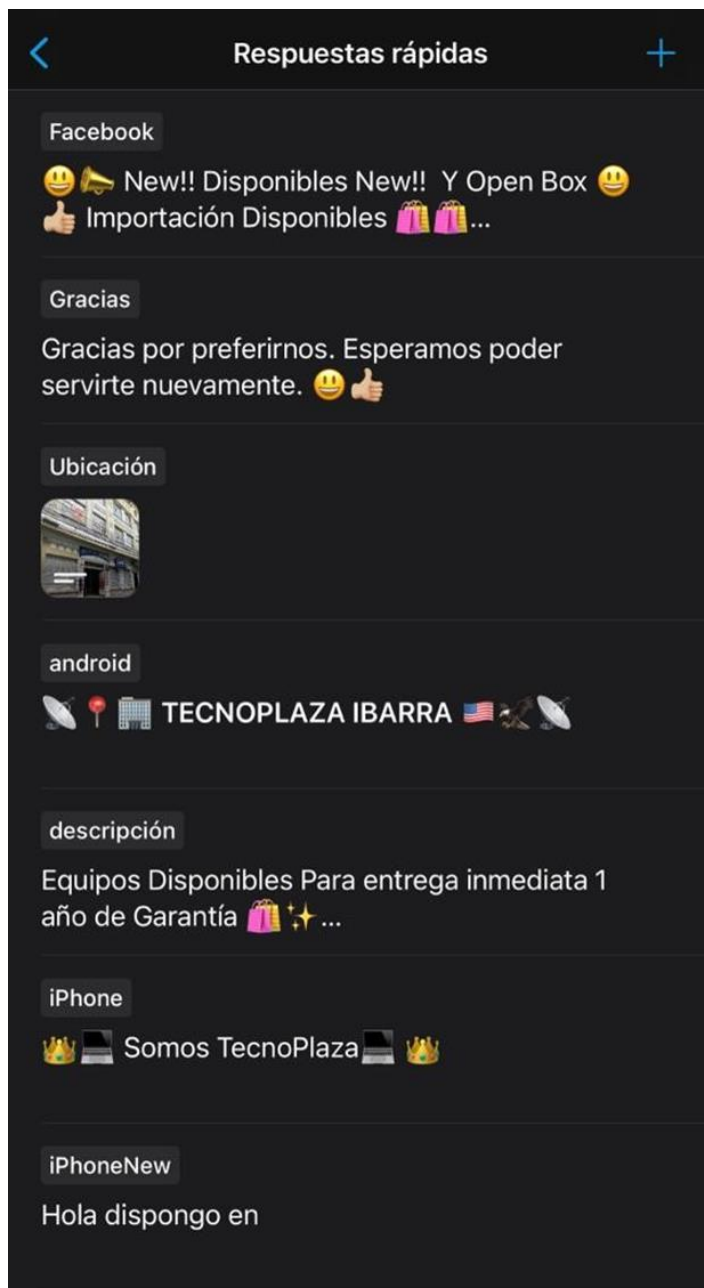 Respuestas rápidas
Facebook
😃📣 New!! Disponibles New!! Y Open Box 😃
👍🏼 Importación Disponibles 🛍️🛍️...
Gracias
Gracias por preferirnos. Esperamos poder
servirte nuevamente. 😃👍🏼
Ubicación
android
📡📍🏢 TECNOPLAZA IBARRA 🇺🇸🦅📡
descripción
Equipos Disponibles Para entrega inmediata 1
año de Garantía 🛍️✨...
iPhone
👑💻 Somos TecnoPlaza💻 👑
iPhoneNew
Hola dispongo en